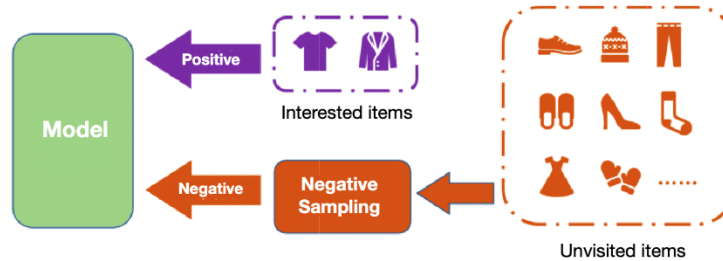 Positive
Interested items
Model
Negative
Negative
Sampling
......
Unvisited items